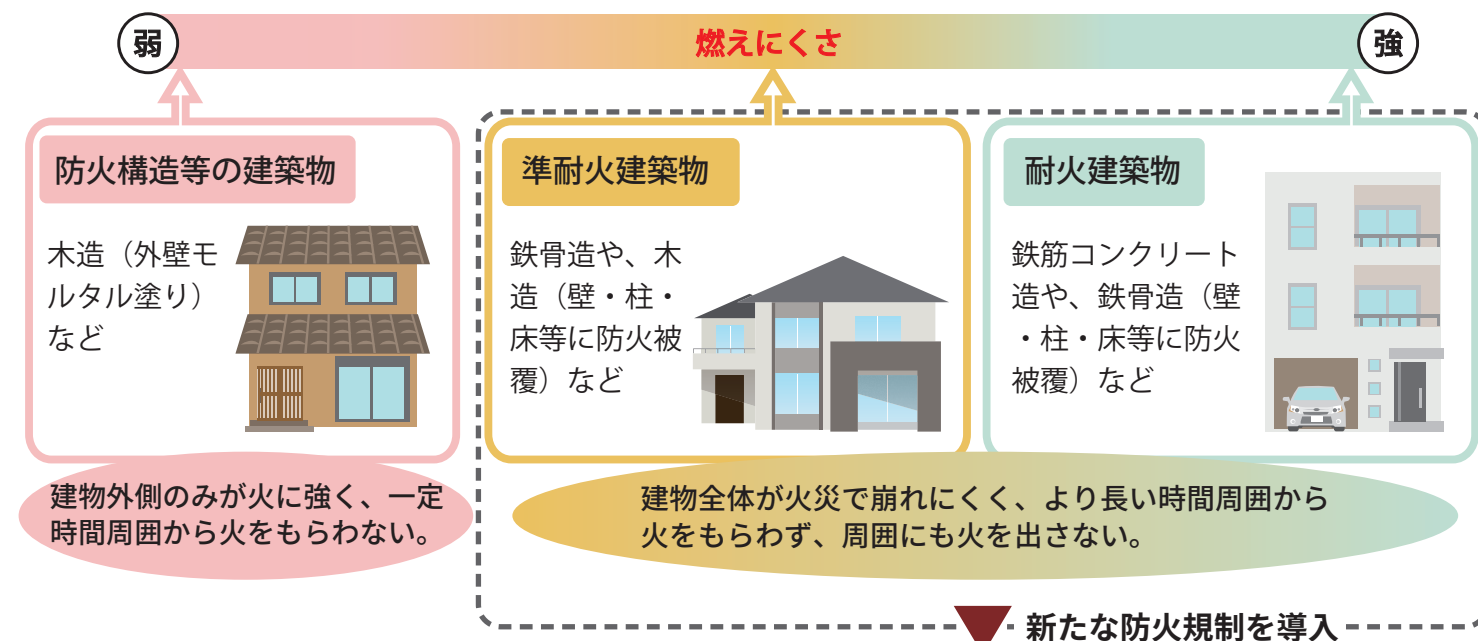 弱
燃えにくさ
強
防火構造等の建築物
木造（外壁モ
ルタル塗り）
など
準耐火建築物
鉄骨造や、木
造（壁・柱・
床等に防火被
覆）など
耐火建築物
鉄筋コンクリート
造や、鉄骨造（壁
・柱・床等に防火
被覆）など
建物外側のみが火に強く、一定
時間周囲から火をもらわない。
建物全体が火災で崩れにくく、より長い時間周囲から
火をもらわず、周囲にも火を出さない。
新たな防火規制を導入